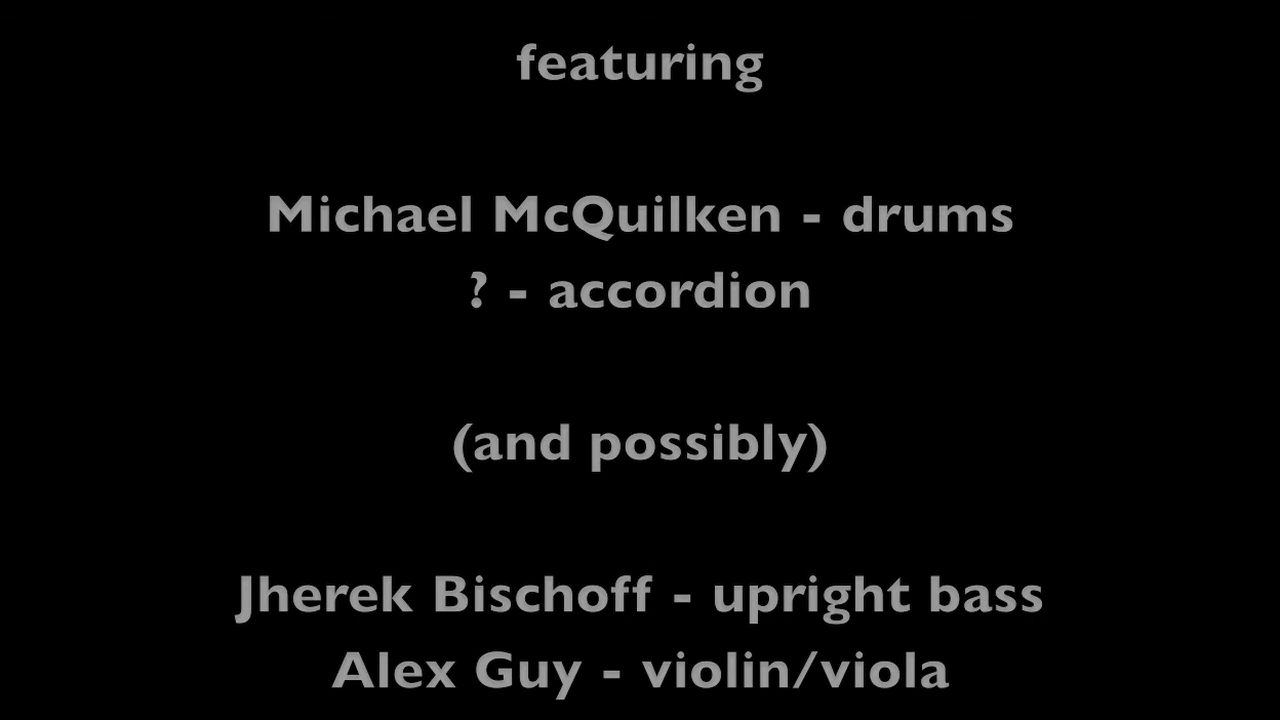 featuring
Michael McQuilken - drums
? - accordion
(and possibly)
Jherek Bischoff - upright bass
Alex Guy - violin/viola